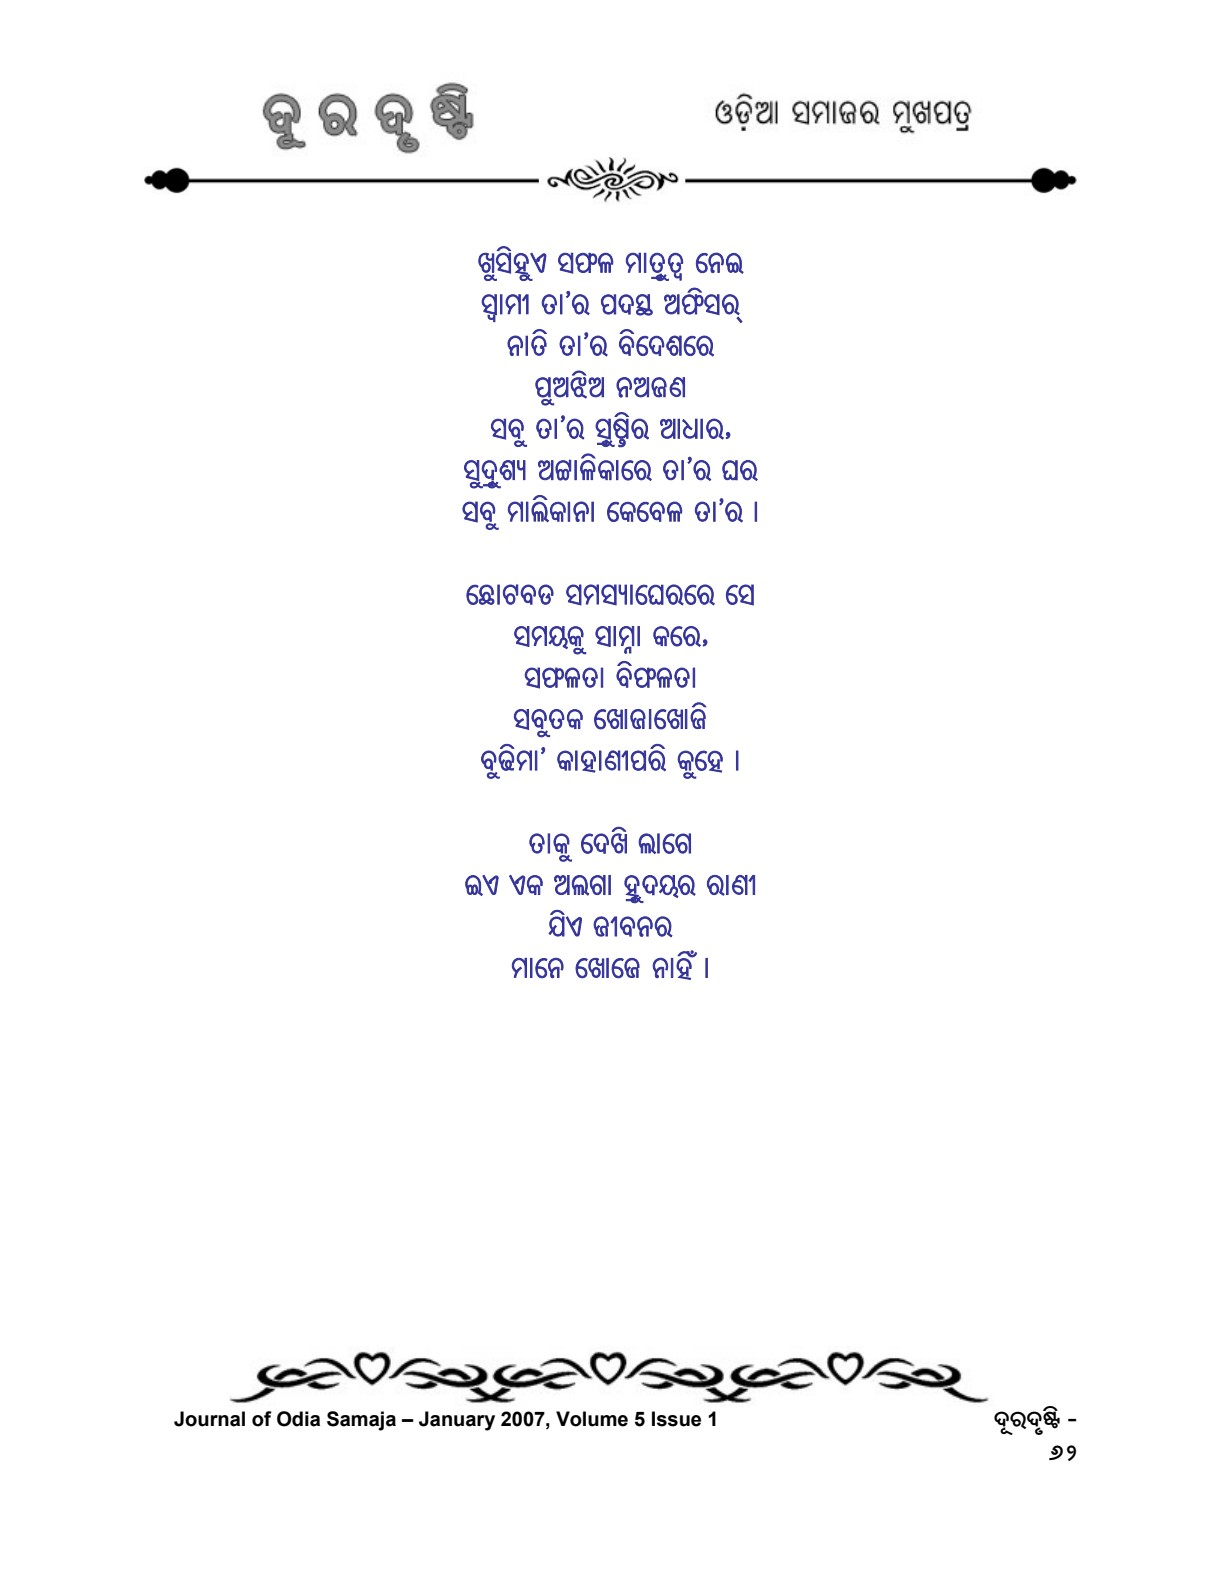 ଦୂରଦୃଷ୍ଟି ଓଡ଼ିଆ ସମାଜର ମୁଖପତ୍ର
ଖୁସିହୁଏ ସଫଳ ମାତ୍ରୁତ୍ଵ ନେଇ
ସ୍ଵାମୀ ତା’ର ପଦସ୍ଥ ଅଫିସର୍
ନାତି ତା’ର ବିଦେଶରେ
ପୁଅଝିଅ ନଅଜଣ
ସବୁ ତା’ର ସ୍ରୁଷ୍ତିର ଆଧାର,
ସୁଦ୍ରୁଶ୍ୟ ଅଟ୍ଟାଳିକାରେ ତା’ର ଘର
ସବୁ ମାଲିକାନା କେବେଳ ତା’ର ।
ଛୋଟବଡ ସମସ୍ୟାଘେରରେ ସେ
ସମୟକୁ ସାମ୍ନା କରେ,
ସଫଳତା ବିଫଳତା
ସବୁତକ ଖୋଜାଖୋଜି
ବୁଢିମା’ କାହାଣୀପରି କୁହେ ।
ତାକୁ ଦେଖି ଲାଗେ
ଇଏ ଏକ ଅଲଗା ହ୍ରୁଦୟର ରାଣୀ
ଯିଏ ଜୀବନର
ମାନେ ଖୋଜେ ନାହିଁ ।
Journal of Odia Samaja – January 2007, Volume 5 Issue 1 ଦୂରଦୃଷ୍ଟି -
୬୨